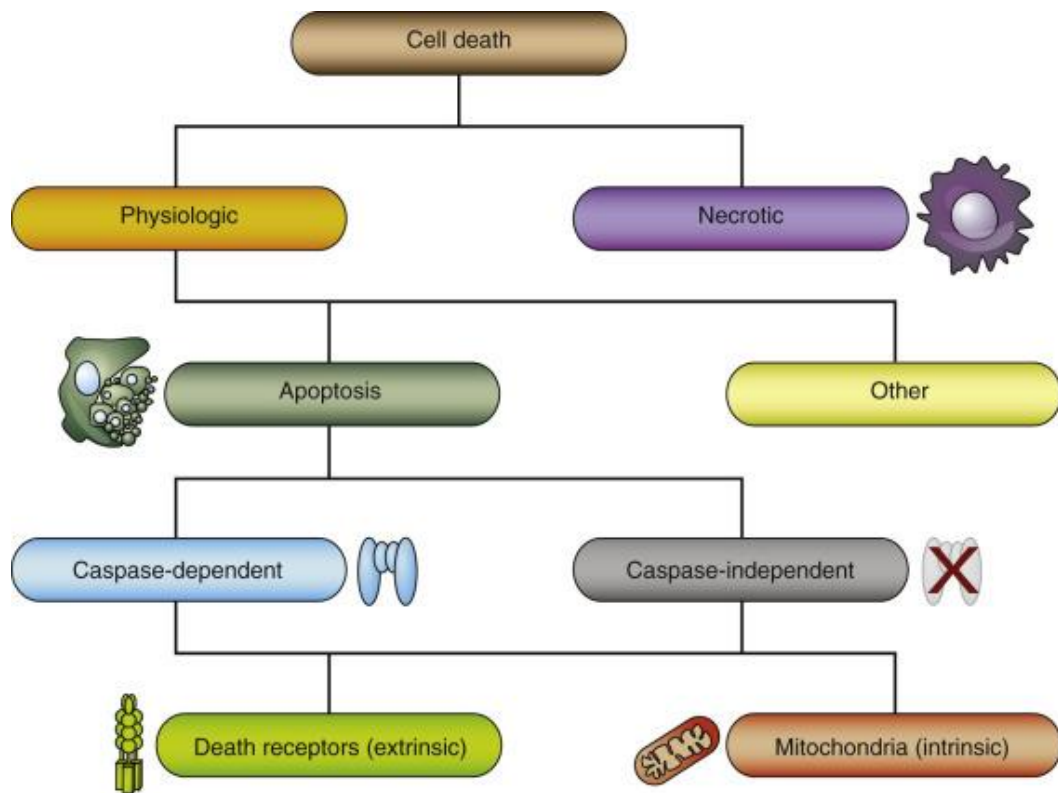 Cell death
Physiologic
Necrotic
Apoptosis
Other
Caspase-dependent
Caspase-independent
Death receptors (extrinsic)
Mitochondria (intrinsic)